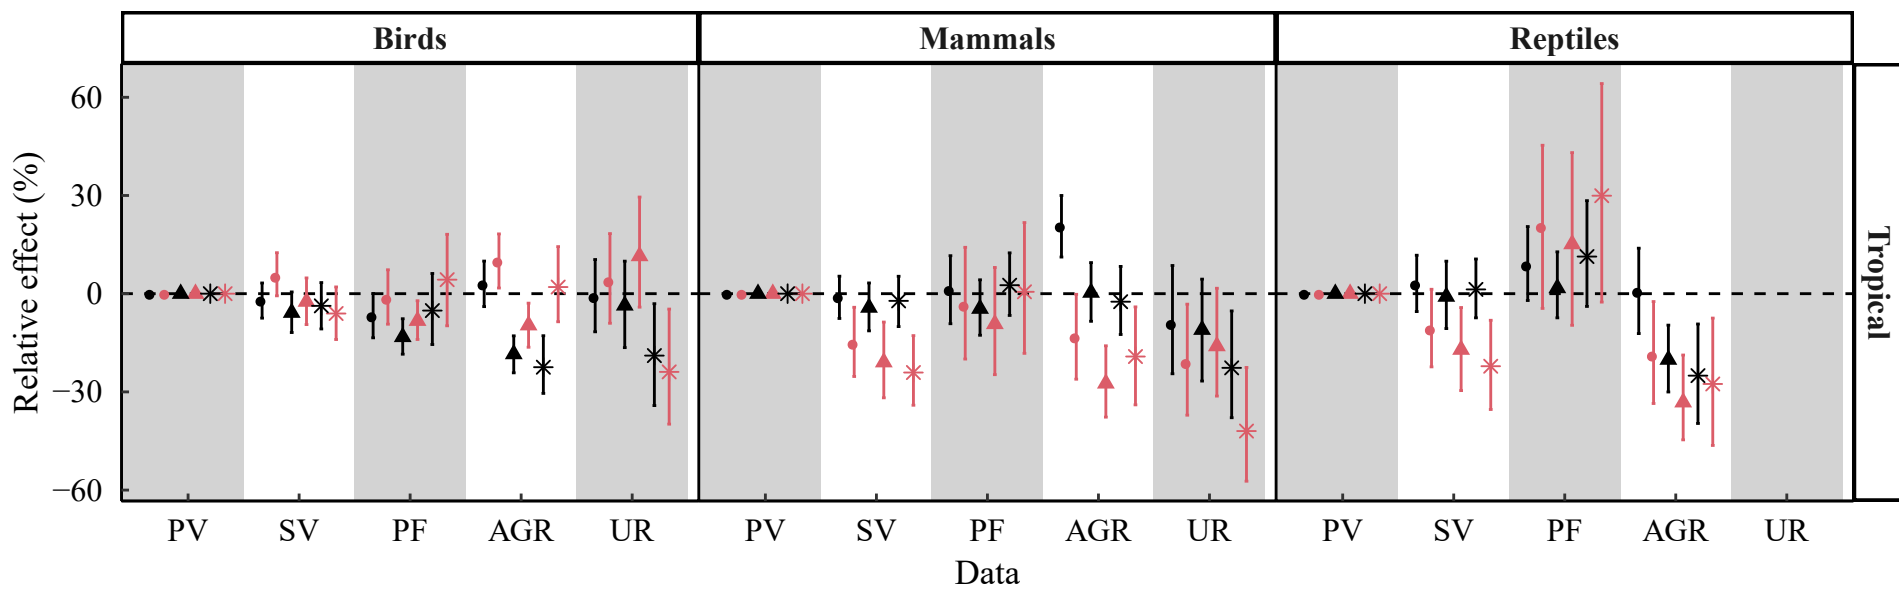 Birds Mammals Reptiles
Relative effect (%)
60
30
0
−30
−60
Tropical
PV SV PF AGR UR PV SV PF AGR UR PV SV PF AGR UR
Data